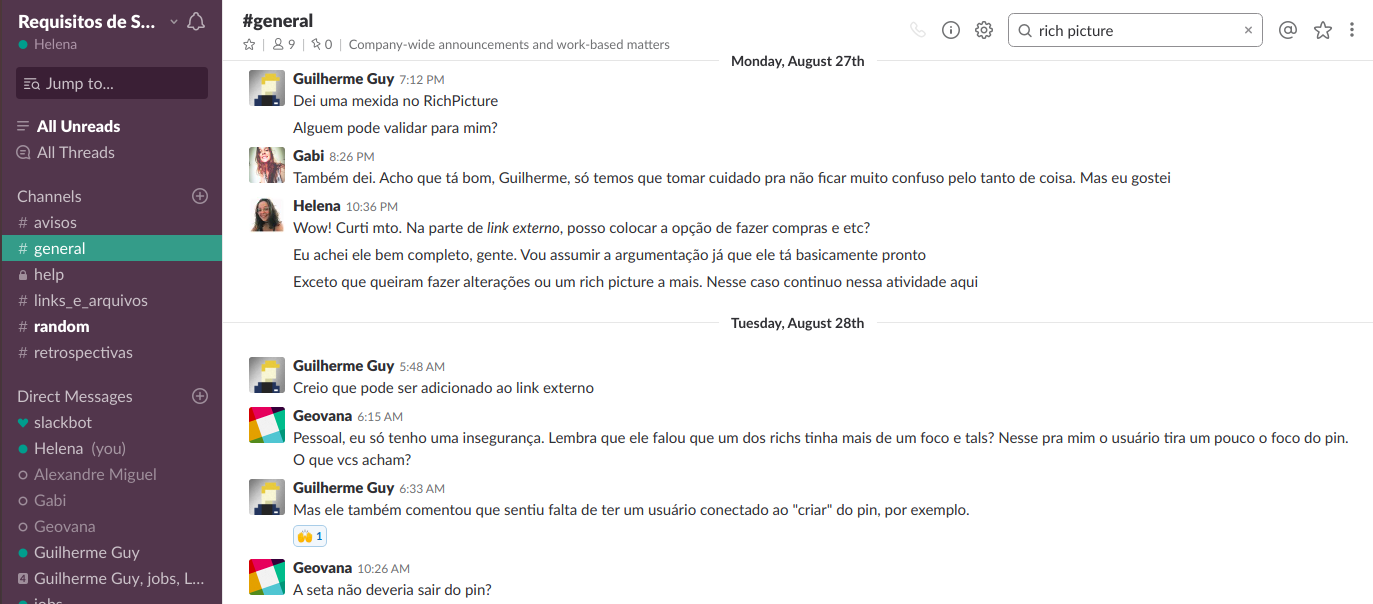 Requisitos de S...
Helena
Jump to...
All Unreads
All Threads
Channels
# avisos
# general
help
# links_e_arquivos
# random
# retrospectivas
Direct Messages
slackbot
Helena (you)
Alexandre Miguel
Gabi
Geovana
Guilherme Guy
4 Guilherme Guy, jobs, L...
jobs
#general
9 | 0 | Company-wide announcements and work-based matters
rich picture
Monday, August 27th
Guilherme Guy 7:12 PM
Dei uma mexida no RichPicture
Alguem pode validar para mim?
Gabi 8:26 PM
Também dei. Acho que tá bom, Guilherme, só temos que tomar cuidado pra não ficar muito confuso pelo tanto de coisa. Mas eu gostei
Helena 10:36 PM
Wow! Curti mto. Na parte de link externo, posso colocar a opção de fazer compras e etc?
Eu achei ele bem completo, gente. Vou assumir a argumentação já que ele tá basicamente pronto
Exceto que queiram fazer alterações ou um rich picture a mais. Nesse caso continuo nessa atividade aqui
Tuesday, August 28th
Guilherme Guy 5:48 AM
Creio que pode ser adicionado ao link externo
Geovana 6:15 AM
Pessoal, eu só tenho uma insegurança. Lembra que ele falou que um dos richs tinha mais de um foco e tals? Nesse pra mim o usuário tira um pouco o foco do pin.
O que vcs acham?
Guilherme Guy 6:33 AM
Mas ele também comentou que sentiu falta de ter um usuário conectado ao "criar" do pin, por exemplo.
1
Geovana 10:26 AM
A seta não deveria sair do pin?